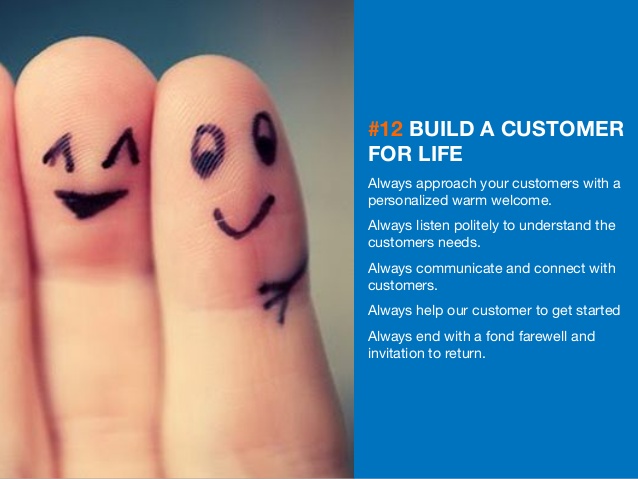 #12 BUILD A CUSTOMER
FOR LIFE
Always approach your customers with a
personalized warm welcome.
Always listen politely to understand the
customers needs.
Always communicate and connect with
customers.
Always help our customer to get started
Always end with a fond farewell and
invitation to return.